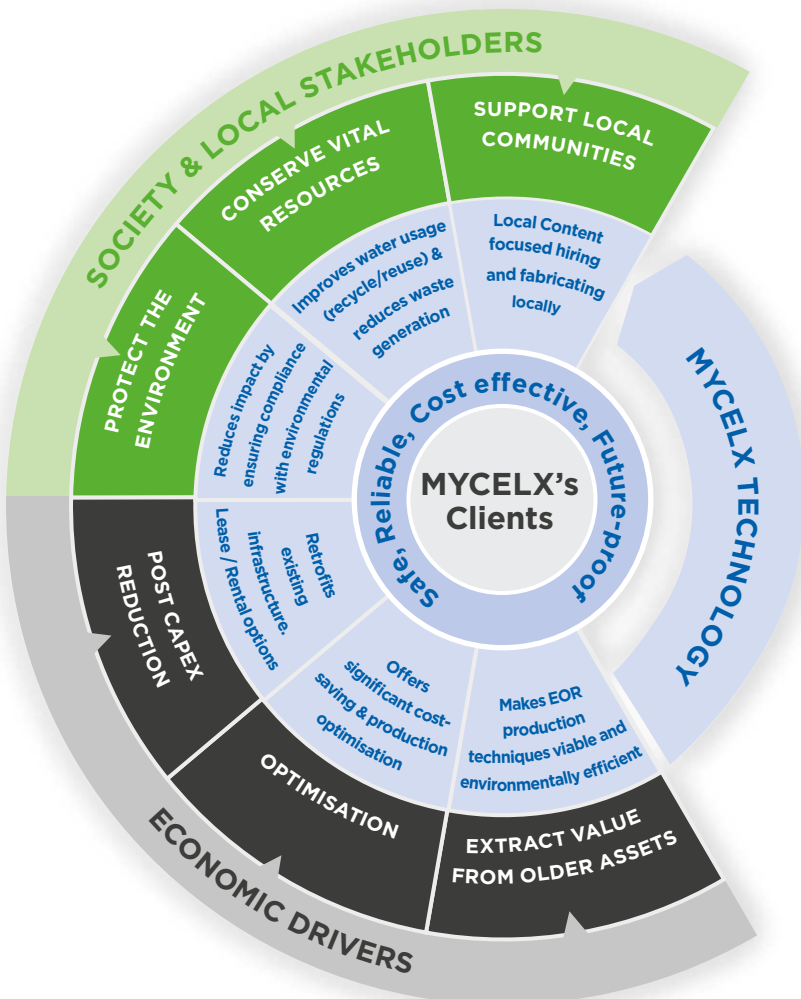 SOCIETY & LOCAL STAKEHOLDERS
SUPPORT LOCAL
COMMUNITIES
Local Content
focused hiring
and fabricating
locally
CONSERVE VITAL
RESOURCES
Improves water usage
(recycle/reuse) &
reduces waste
generation
PROTECT THE
ENVIRONMENT
Reduces impact by
ensuring compliance
with environmental
regulations
Safe, Reliable, Cost effective, Future-proof
MYCELX's
Clients
MYCELX TECHNOLOGY
POST CAPEX
REDUCTION
Retrofits
existing
infrastructure.
Lease / Rental options
OPTIMISATION
Offers
significant cost-
saving & production
optimisation
EXTRACT VALUE
FROM OLDER ASSETS
Makes EOR
production
techniques viable and
environmentally efficient
ECONOMIC DRIVERS